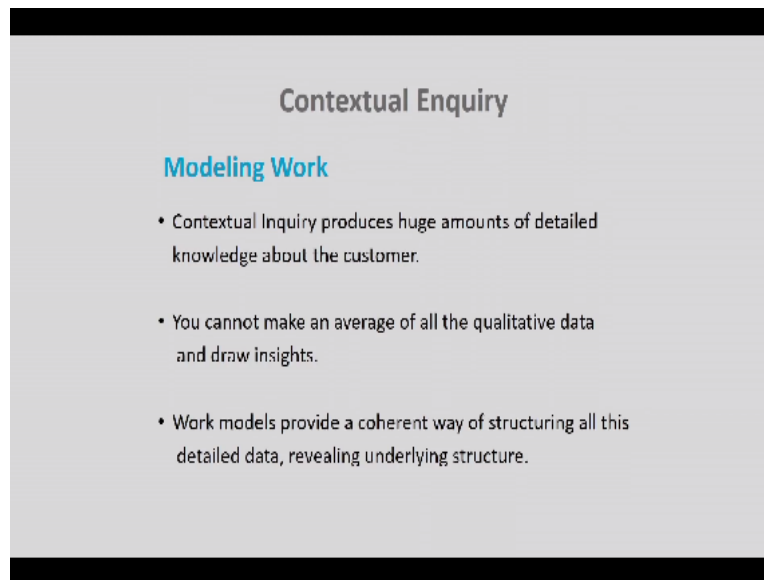 Contextual Enquiry
Modeling Work
• Contextual Inquiry produces huge amounts of detailed
knowledge about the customer.
• You cannot make an average of all the qualitative data
and draw insights.
• Work models provide a coherent way of structuring all this
detailed data, revealing underlying structure.